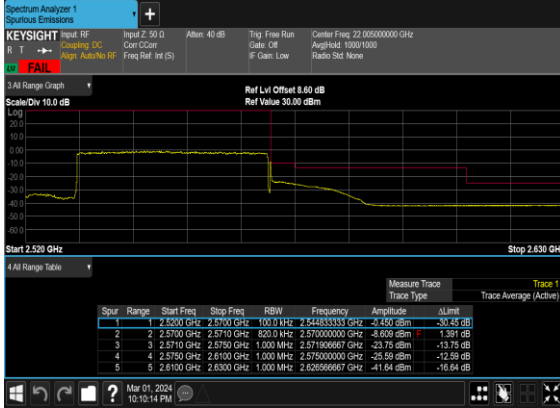 Spectrum Analyzer 1
Spurious Emissions
+
KEYSIGHT Input: RF Input Z: 50 Ω Atten: 40 dB Trig: Free Run Center Freq: 22.005000000 GHz
R T Coupling: DC Corr CCorr Gate: Off Avg|Hold: 1000/1000
Align: Auto/No RF Freq Ref: Int (S) IF Gain: Low Radio Std: None
FAIL
3 All Range Graph
Ref Lvl Offset 8.60 dB
Scale/Div 10.0 dB Ref Value 30.00 dBm
Log
20.0
10.0
0.00
-10.0
-20.0
-30.0
-40.0
-50.0
-60.0
Start 2.520 GHz Stop 2.630 GH
4 All Range Table
Measure Trace Trace 1
Trace Type Trace Average (Active)
Spur Range Start Freq Stop Freq RBW Frequency Amplitude ΔLimit
1 1 2.5200 GHz 2.5700 GHz 100.0 kHz 2.544833333 GHz -0.450 dBm -30.45 dB
2 2 2.5700 GHz 2.5710 GHz 820.0 kHz 2.570000000 GHz -8.609 dBm F 1.391 dB
3 3 2.5710 GHz 2.5750 GHz 1.000 MHz 2.571906667 GHz -23.75 dBm -13.75 dB
4 4 2.5750 GHz 2.6100 GHz 1.000 MHz 2.575000000 GHz -25.59 dBm -12.59 dB
5 5 2.6100 GHz 2.6300 GHz 1.000 MHz 2.626566667 GHz -41.64 dBm -16.64 dB
? Mar 01, 2024
10:10:14 PM